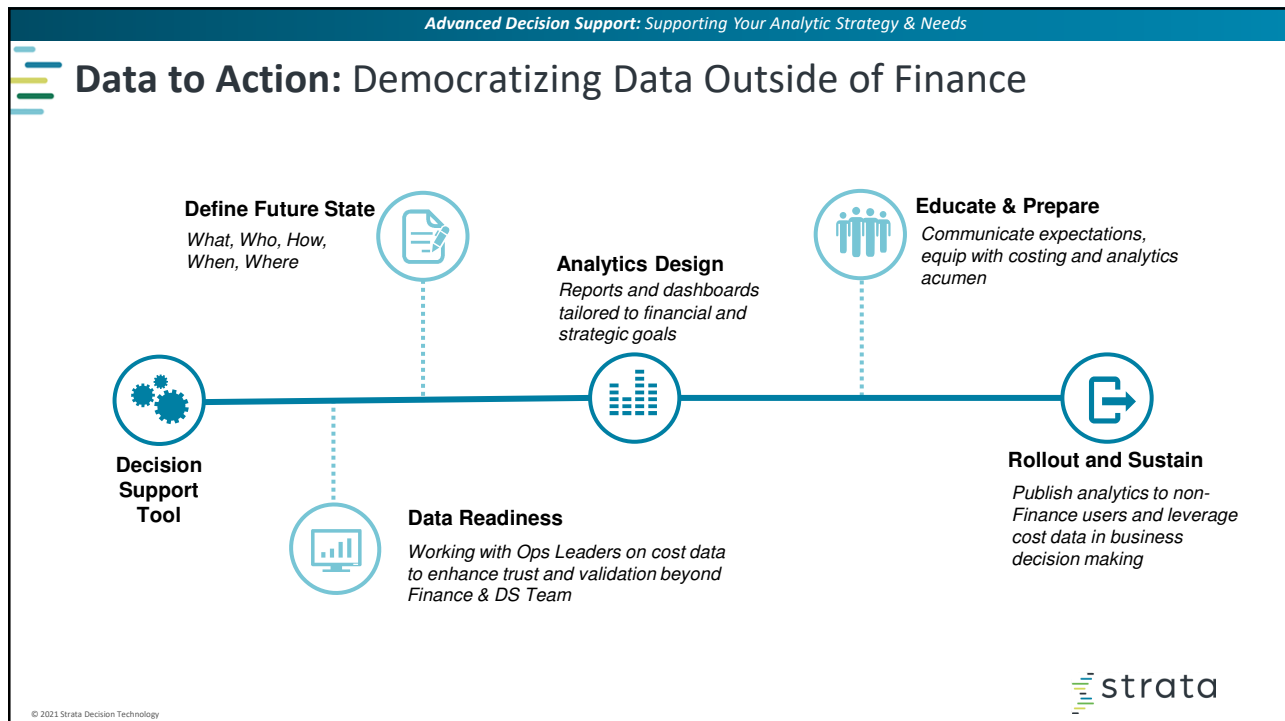 Advanced Decision Support: Supporting Your Analytic Strategy & Needs
Data to Action: Democratizing Data Outside of Finance
Define Future State
What, Who, How,
When, Where
Analytics Design
Reports and dashboards
tailored to financial and
strategic goals
Educate & Prepare
Communicate expectations,
equip with costing and analytics
acumen
Decision
Support
Tool
Data Readiness
Working with Ops Leaders on cost data
to enhance trust and validation beyond
Finance & DS Team
Rollout and Sustain
Publish analytics to non-
Finance users and leverage
cost data in business
decision making
strata
© 2021 Strata Decision Technology